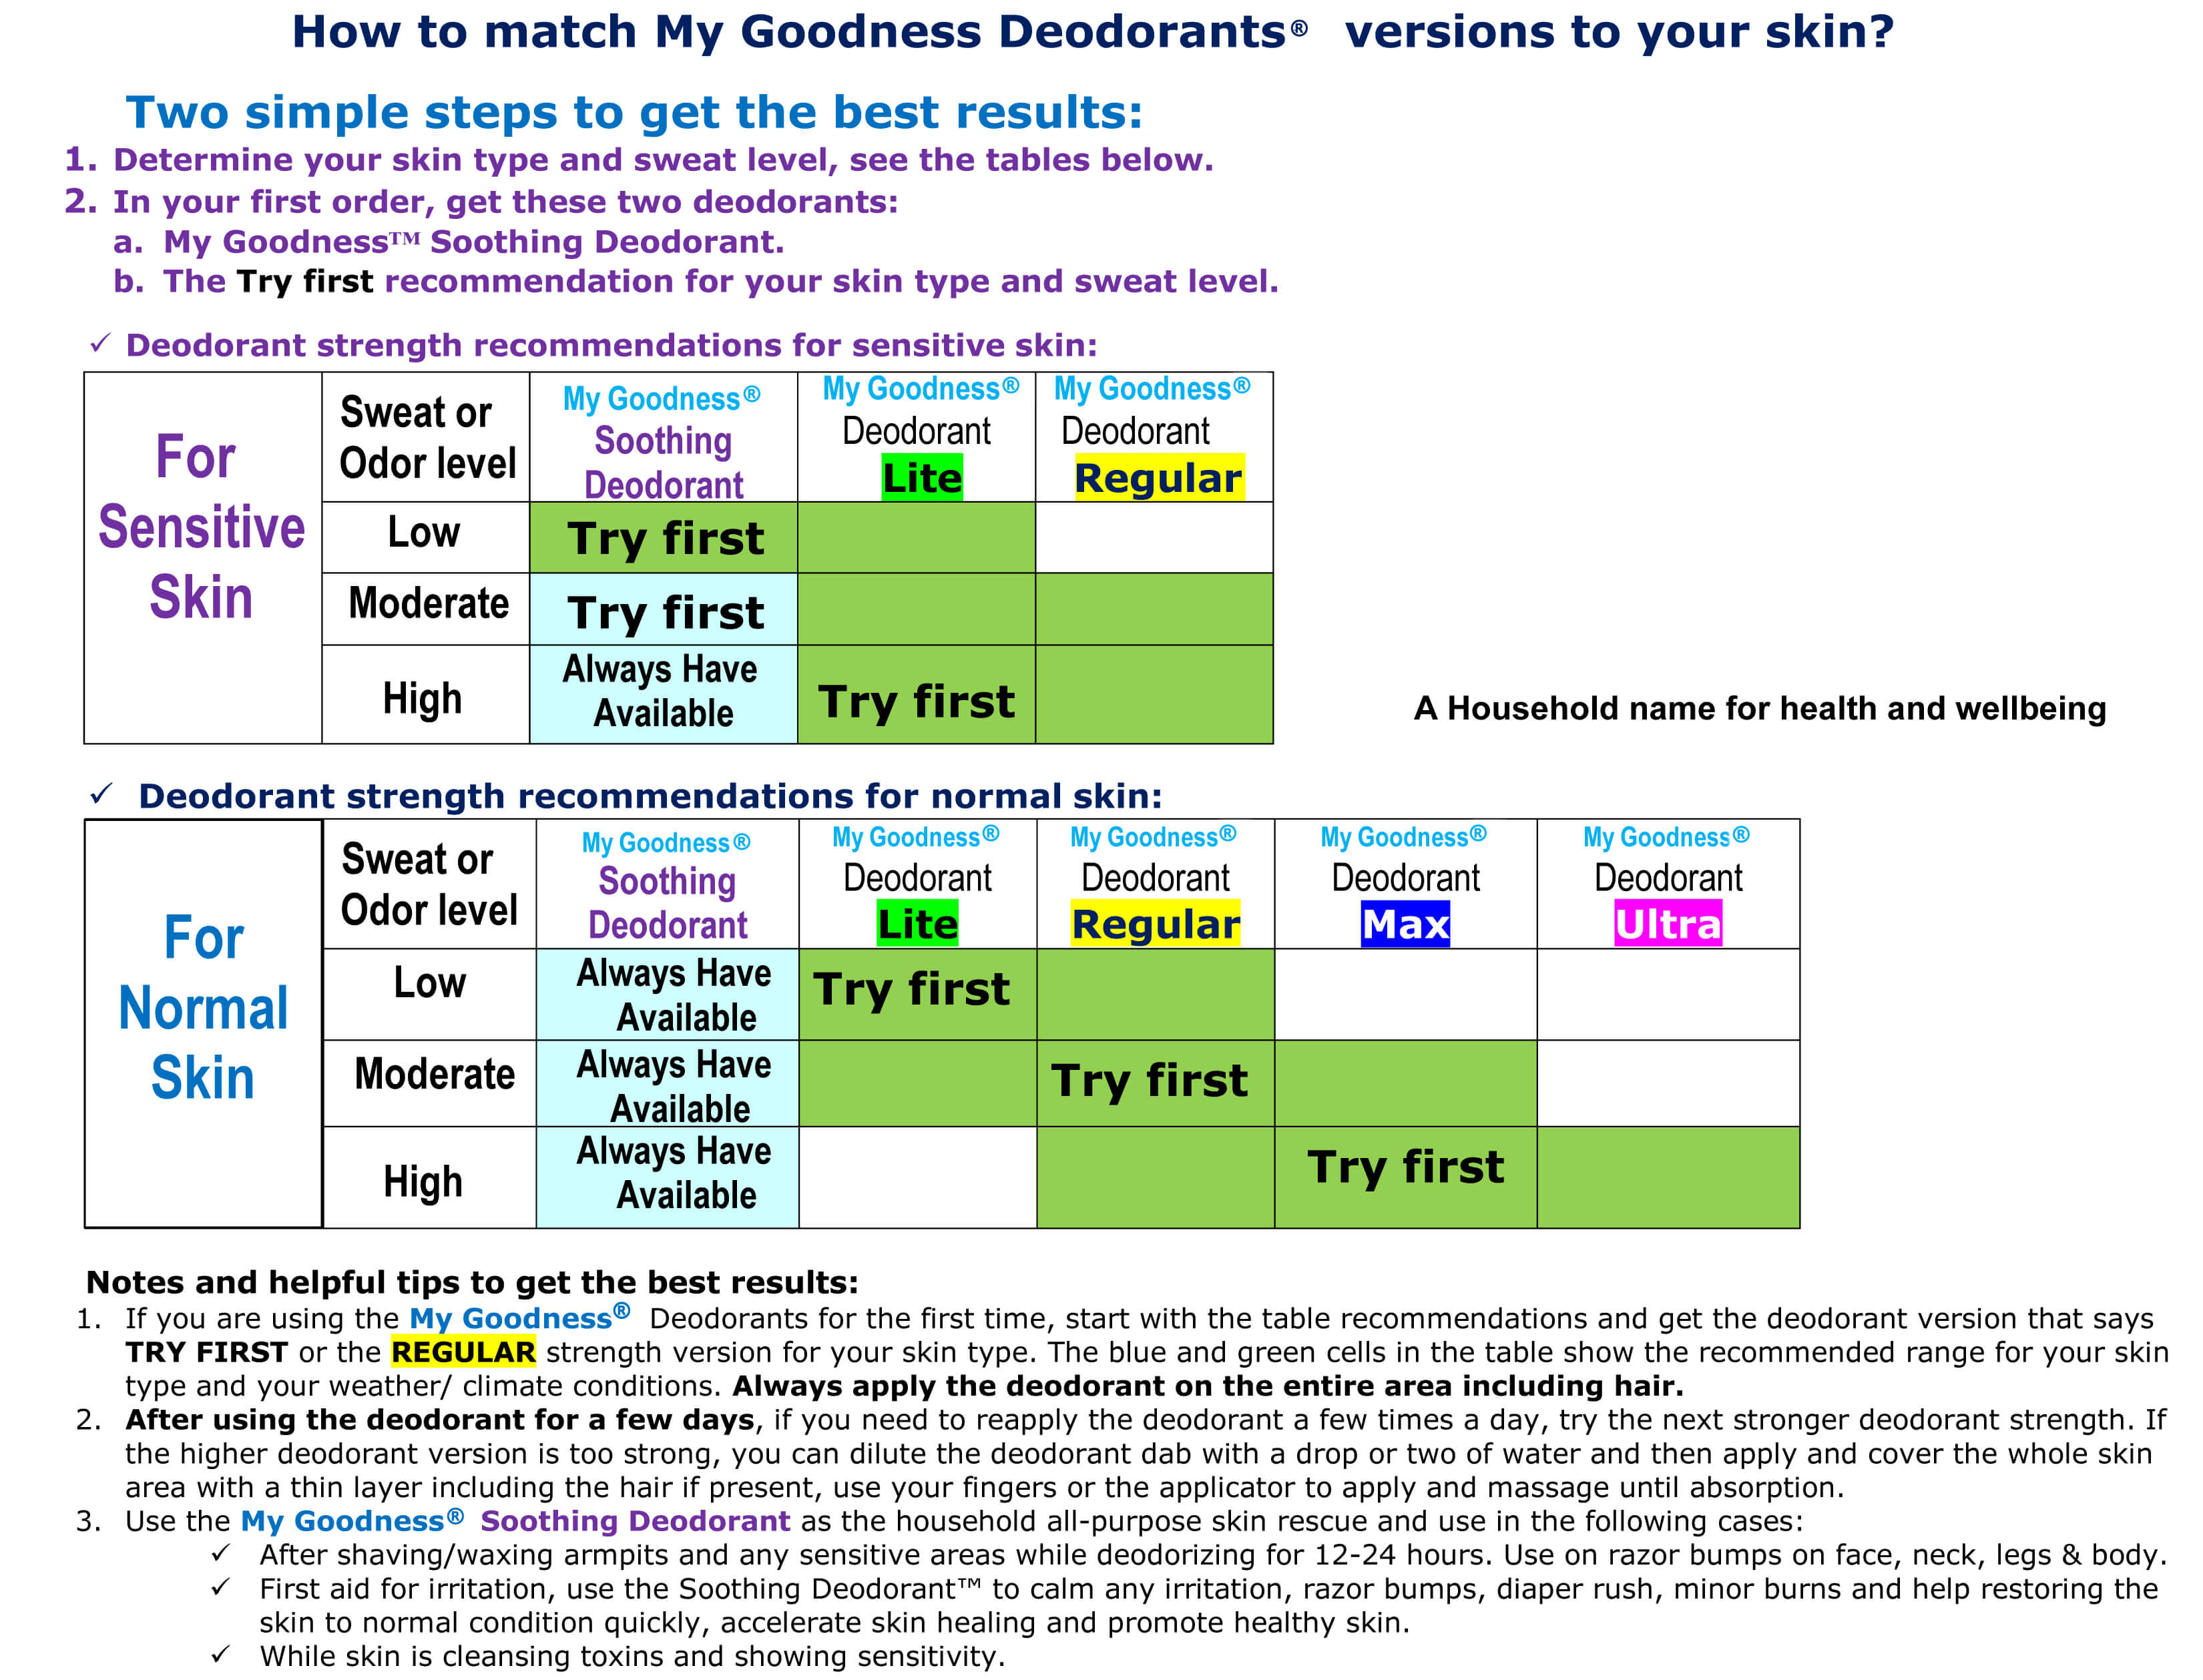 How to match My Goodness Deodorants® versions to your skin?
Two simple steps to get the best results:
1. Determine your skin type and sweat level, see the tables below.
2. In your first order, get these two deodorants:
a. My Goodness™ Soothing Deodorant.
b. The Try first recommendation for your skin type and sweat level.
✓ Deodorant strength recommendations for sensitive skin:
For
Sensitive
Skin
Sweat or
Odor level
My Goodness®
Soothing
Deodorant
My Goodness®
Deodorant
Lite
My Goodness®
Deodorant
Regular
Low
Try first
Moderate
Try first
High
Always Have
Available
Try first
A Household name for health and wellbeing
✓ Deodorant strength recommendations for normal skin:
For
Normal
Skin
Sweat or
Odor level
My Goodness®
Soothing
Deodorant
My Goodness®
Deodorant
Lite
My Goodness®
Deodorant
Regular
My Goodness®
Deodorant
Max
My Goodness®
Deodorant
Ultra
Low
Always Have
Available
Try first
Moderate
Always Have
Available
Try first
High
Always Have
Available
Try first
Notes and helpful tips to get the best results:
1. If you are using the My Goodness® Deodorants for the first time, start with the table recommendations and get the deodorant version that says
TRY FIRST or the REGULAR strength version for your skin type. The blue and green cells in the table show the recommended range for your skin
type and your weather/ climate conditions. Always apply the deodorant on the entire area including hair.
2. After using the deodorant for a few days, if you need to reapply the deodorant a few times a day, try the next stronger deodorant strength. If
the higher deodorant version is too strong, you can dilute the deodorant dab with a drop or two of water and then apply and cover the whole skin
area with a thin layer including the hair if present, use your fingers or the applicator to apply and massage until absorption.
3. Use the My Goodness® Soothing Deodorant as the household all-purpose skin rescue and use in the following cases:
✓ After shaving/waxing armpits and any sensitive areas while deodorizing for 12-24 hours. Use on razor bumps on face, neck, legs & body.
✓ First aid for irritation, use the Soothing Deodorant™ to calm any irritation, razor bumps, diaper rush, minor burns and help restoring the
skin to normal condition quickly, accelerate skin healing and promote healthy skin.
✓ While skin is cleansing toxins and showing sensitivity.